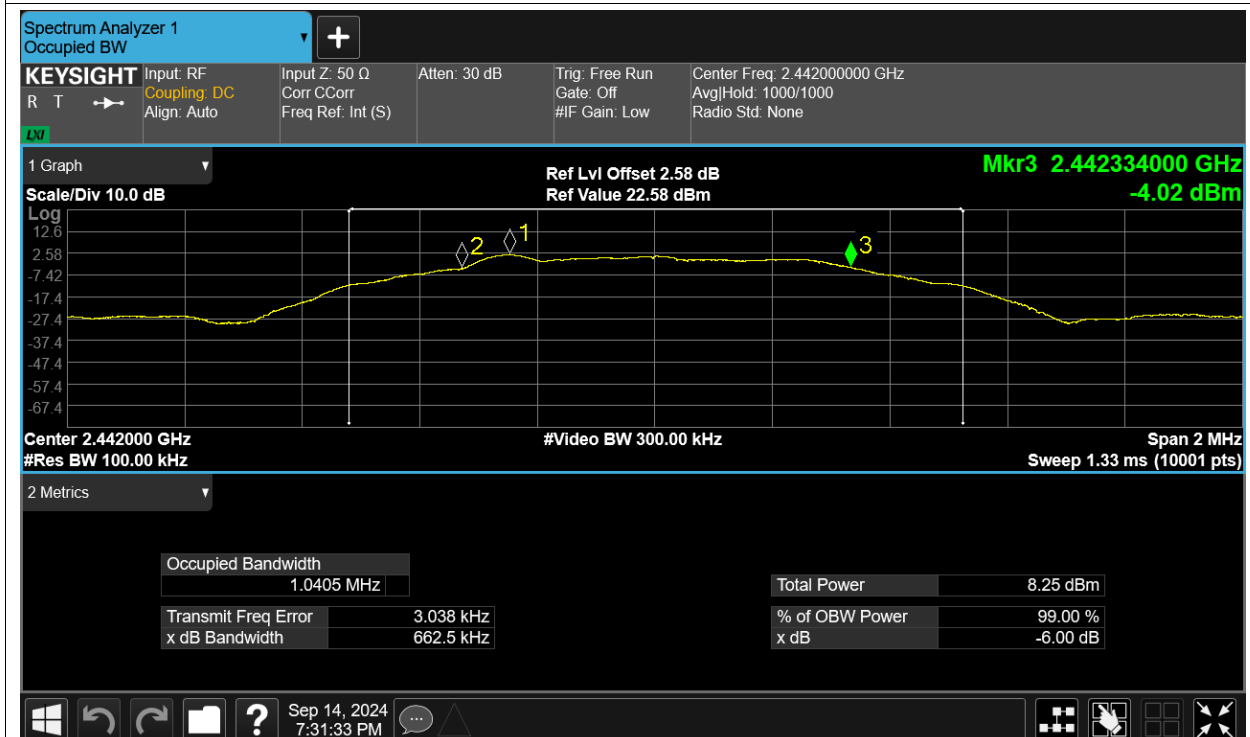 Spectrum Analyzer 1
Occupied BW
KEYSIGHT
R T
LXI
Input: RF
Coupling: DC
Align: Auto
Input Z: 50 Ω
Corr CCorr
Freq Ref: Int (S)
Atten: 30 dB
Trig: Free Run
Gate: Off
#IF Gain: Low
Center Freq: 2.442000000 GHz
Avg|Hold: 1000/1000
Radio Std: None
1 Graph
Scale/Div 10.0 dB
Ref Lvl Offset 2.58 dB
Ref Value 22.58 dBm
Mkr3 2.442334000 GHz
-4.02 dBm
Log
12.6
2.58
-7.42
-17.4
-27.4
-37.4
-47.4
-57.4
-67.4
2
1
3
Center 2.442000 GHz
#Res BW 100.00 kHz
#Video BW 300.00 kHz
Span 2 MHz
Sweep 1.33 ms (10001 pts)
2 Metrics
Occupied Bandwidth
1.0405 MHz
Transmit Freq Error 3.038 kHz
x dB Bandwidth 662.5 kHz
Total Power 8.25 dBm
% of OBW Power 99.00 %
x dB -6.00 dB
?
Sep 14, 2024
7:31:33 PM